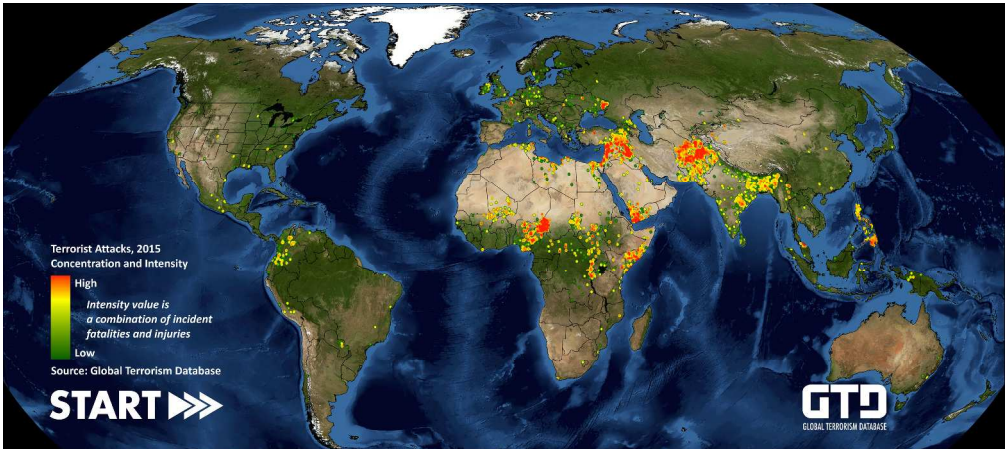 Terrorist Attacks, 2015
Concentration and Intensity
High
Intensity value is
a combination of incident
fatalities and injuries
Low
Source: Global Terrorism Database
START
GTD
GLOBAL TERRORISM DATABASE